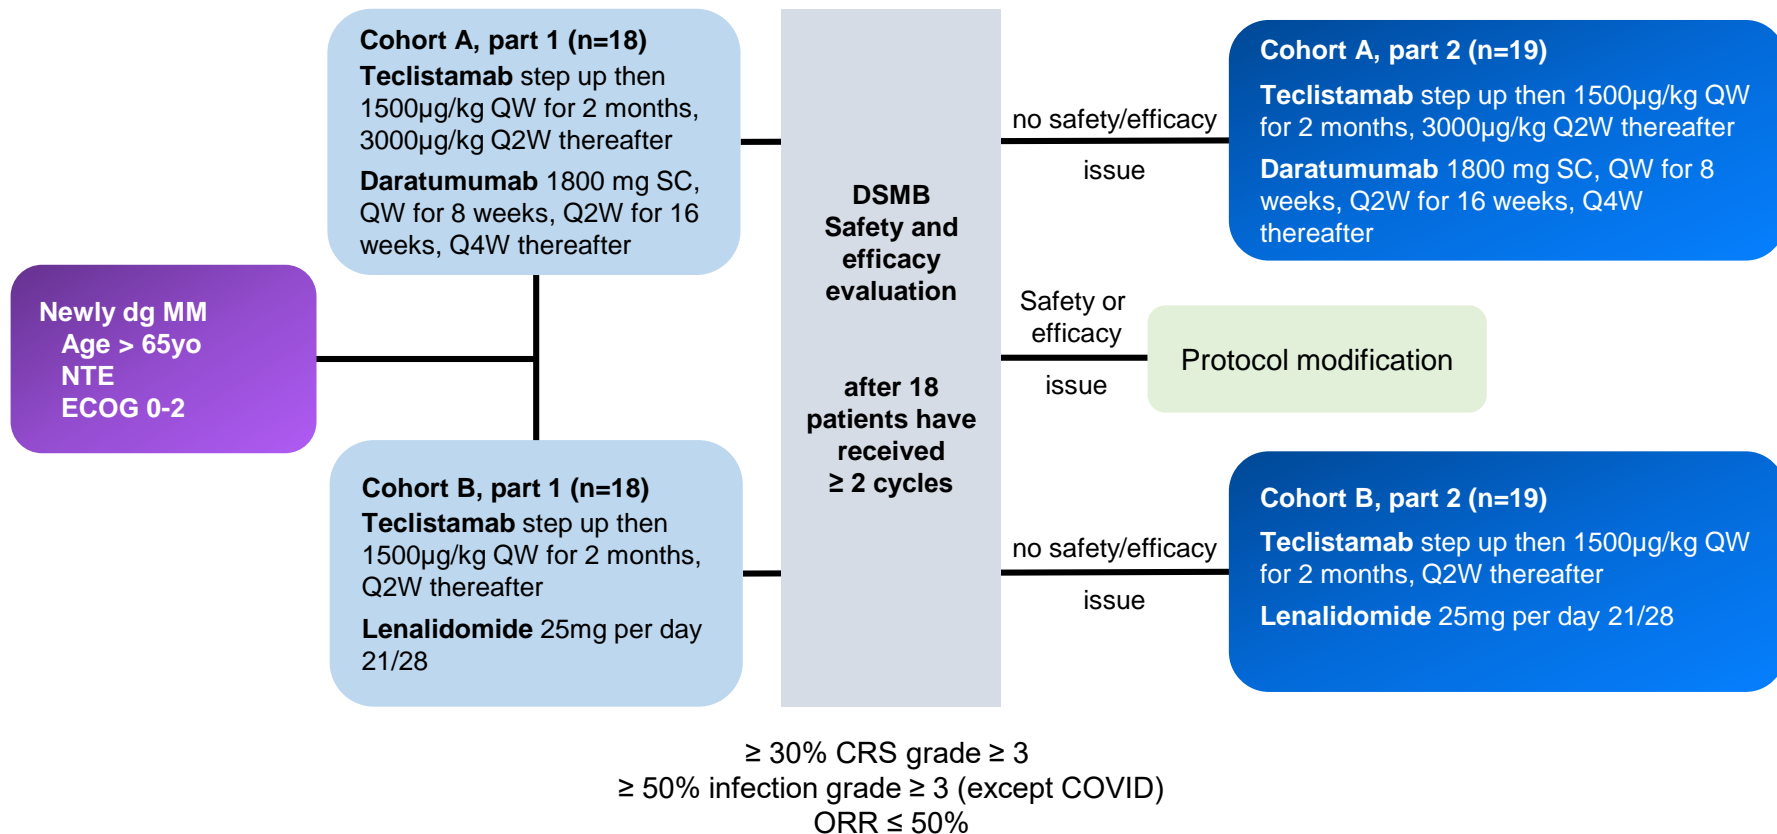 Newly dg MM
Age > 65yo
NTE
ECOG 0-2
Cohort A, part 1 (n=18)
Teclistamab step up then
1500µg/kg QW for 2 months,
3000µg/kg Q2W thereafter
Daratumumab 1800 mg SC,
QW for 8 weeks, Q2W for 16
weeks, Q4W thereafter
Cohort B, part 1 (n=18)
Teclistamab step up then
1500µg/kg QW for 2 months,
Q2W thereafter
Lenalidomide 25mg per day
21/28
DSMB
Safety and
efficacy
evaluation
after 18
patients have
received
≥ 2 cycles
no safety/efficacy
issue
Safety or
efficacy
issue
no safety/efficacy
issue
Cohort A, part 2 (n=19)
Teclistamab step up then 1500µg/kg QW
for 2 months, 3000µg/kg Q2W thereafter
Daratumumab 1800 mg SC, QW for 8
weeks, Q2W for 16 weeks, Q4W
thereafter
Protocol modification
Cohort B, part 2 (n=19)
Teclistamab step up then 1500µg/kg QW
for 2 months, Q2W thereafter
Lenalidomide 25mg per day 21/28
≥ 30% CRS grade ≥ 3
≥ 50% infection grade ≥ 3 (except COVID)
ORR ≤ 50%